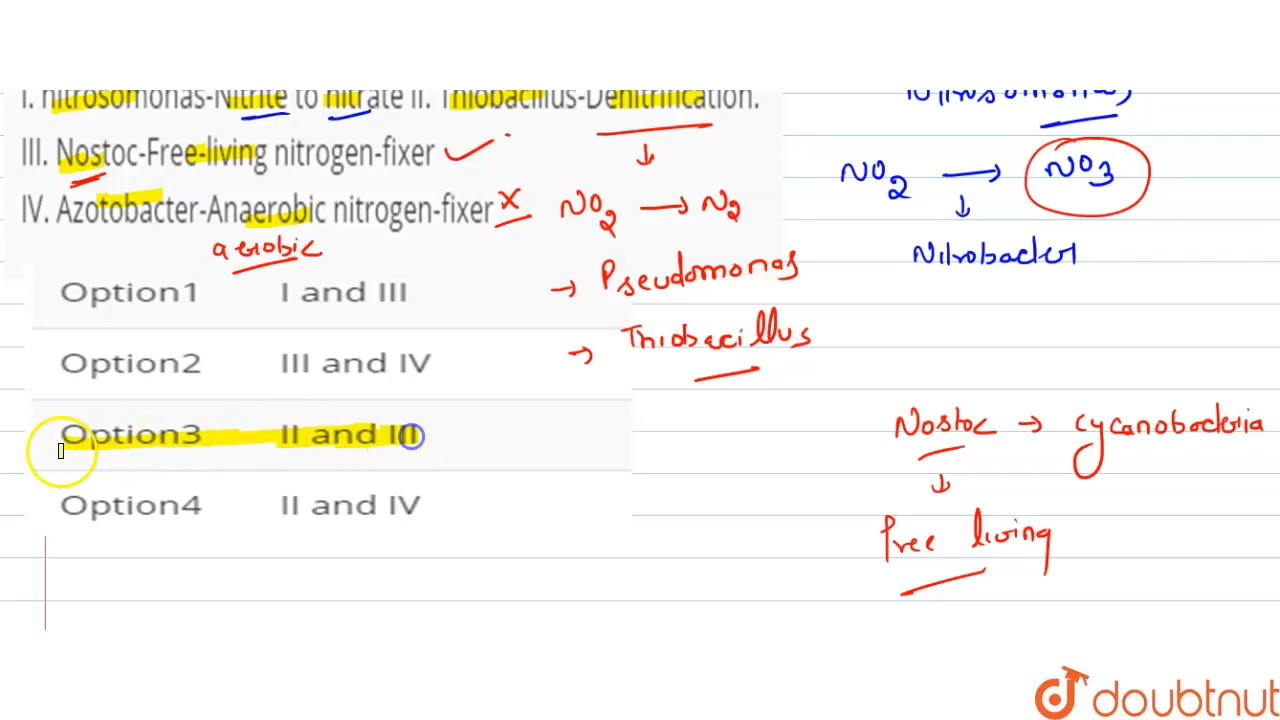 I. nitrosomonas-Nitrite to nitrate II. Thiobacillus-Denitrification.
III. Nostoc-Free-living nitrogen-fixer
IV. Azotobacter-Anaerobic nitrogen-fixer x
aerobic
NO2 → N2
→ Pseudomonas
→ Thiobacillus
Option1 I and III
Option2 III and IV
Option3 II and III
Option4 II and IV
Nitrosomonas
NO2 → NO3
Nitrobacter
Nostoc → cycanobacteria
Free living
doubtnut